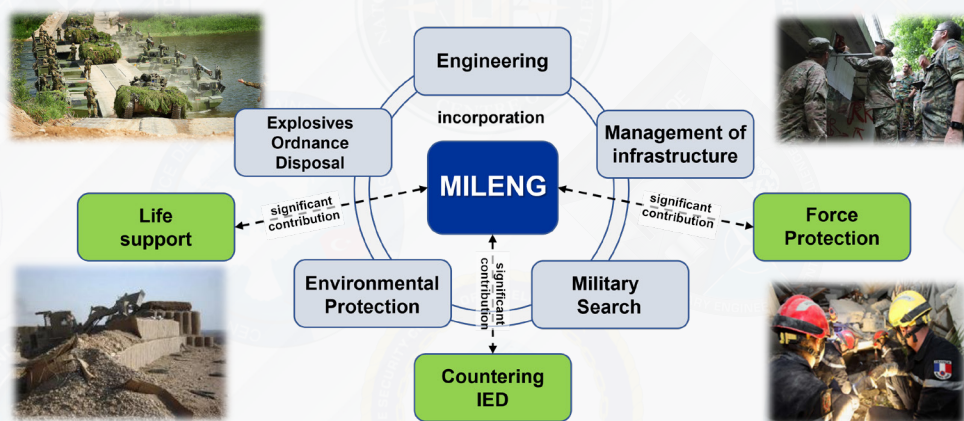 Engineering
incorporation
Explosives
Ordnance
Disposal
Management of
infrastructure
MILENG
significant
contribution
significant
contribution
Life
support
Force
Protection
Environmental
Protection
significant
contribution
Military
Search
Countering
IED